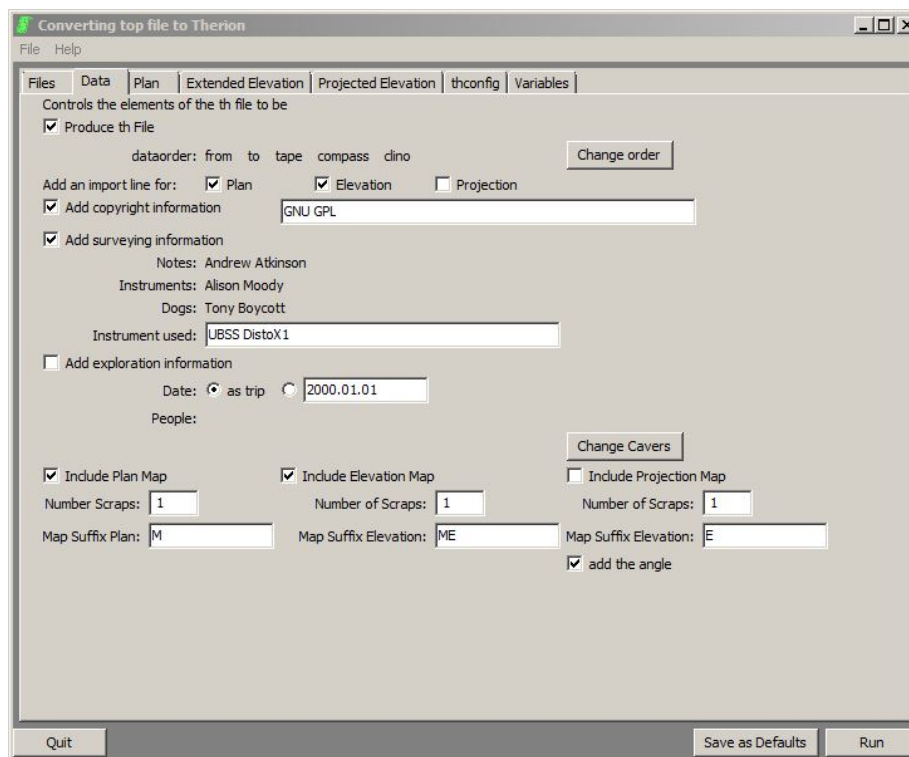 Converting top file to Therion
File Help
Files Data Plan Extended Elevation Projected Elevation thconfig Variables
Controls the elements of the th file to be
Produce th File
dataorder: from to tape compass clino Change order
Add an import line for: Plan Elevation Projection
Add copyright information GNU GPL
Add surveying information
Notes: Andrew Atkinson
Instruments: Alison Moody
Dogs: Tony Boycott
Instrument used: UBSS DistoX1
Add exploration information
Date: as trip 2000.01.01
People:
Change Cavers
Include Plan Map Include Elevation Map Include Projection Map
Number Scraps: 1 Number of Scraps: 1 Number of Scraps: 1
Map Suffix Plan: M Map Suffix Elevation: ME Map Suffix Elevation: E
add the angle
Quit Save as Defaults Run